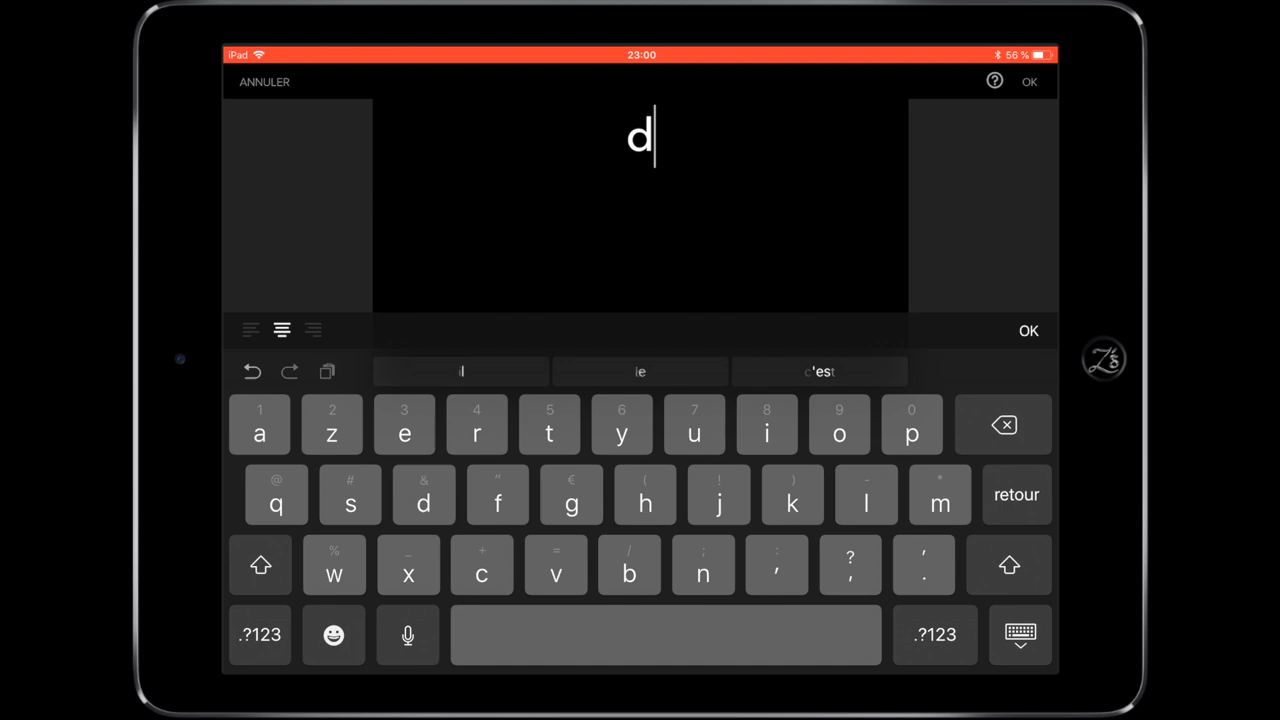 iPad 23:00 56 %
ANNULER OK
d
OK
il ie c'est
1 2 3 4 5 6 7 8 9 0
a z e r t y u i o p
@ # & " € ( ! ) - *
q s d f g h j k l m retour
% _ + = / ; : ? '
w x c v b n ' , .
.?123 .?123